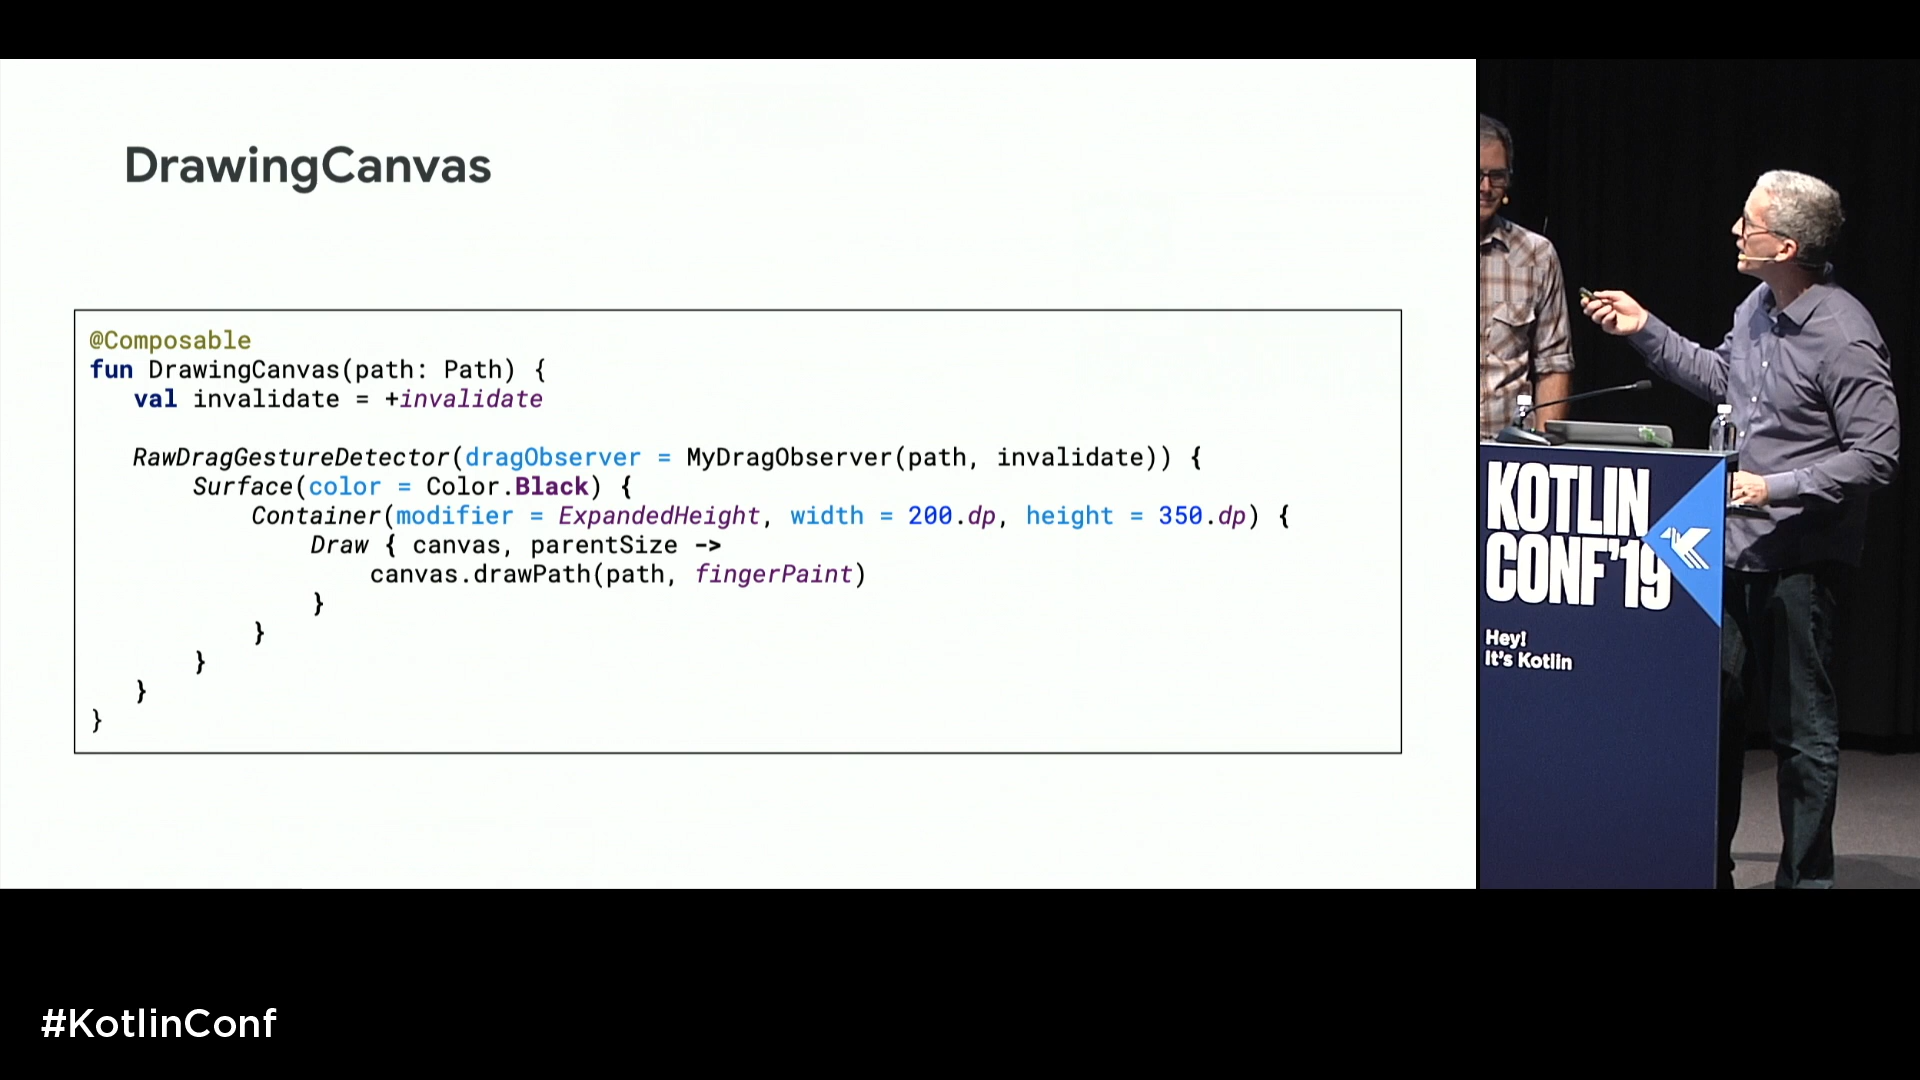 DrawingCanvas
@Composable
fun DrawingCanvas(path: Path) {
val invalidate = +invalidate
RawDragGestureDetector(dragObserver = MyDragObserver(path, invalidate)) {
Surface(color = Color.Black) {
Container(modifier = ExpandedHeight, width = 200.dp, height = 350.dp) {
Draw { canvas, parentSize ->
canvas.drawPath(path, fingerPaint)
}
}
}
}
}
KOTLIN
CONF'19
Hey!
It's Kotlin
#KotlinConf